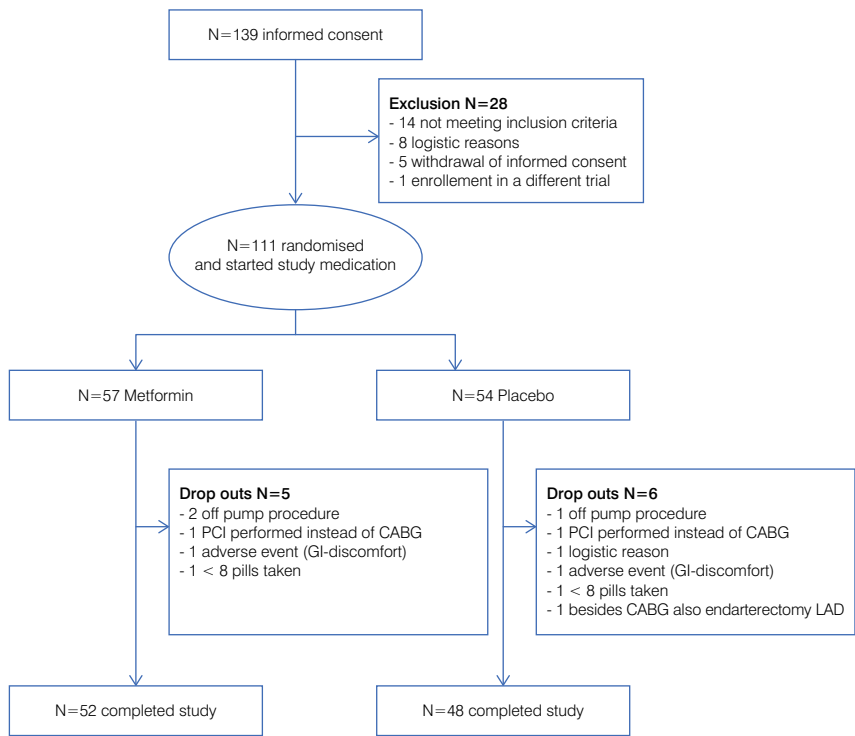 N=139 informed consent
Exclusion N=28
- 14 not meeting inclusion criteria
- 8 logistic reasons
- 5 withdrawal of informed consent
- 1 enrollement in a different trial
N=111 randomised
and started study medication
N=57 Metformin
N=54 Placebo
Drop outs N=5
- 2 off pump procedure
- 1 PCI performed instead of CABG
- 1 adverse event (GI-discomfort)
- 1 < 8 pills taken
Drop outs N=6
- 1 off pump procedure
- 1 PCI performed instead of CABG
- 1 logistic reason
- 1 adverse event (GI-discomfort)
- 1 < 8 pills taken
- 1 besides CABG also endarterectomy LAD
N=52 completed study
N=48 completed study